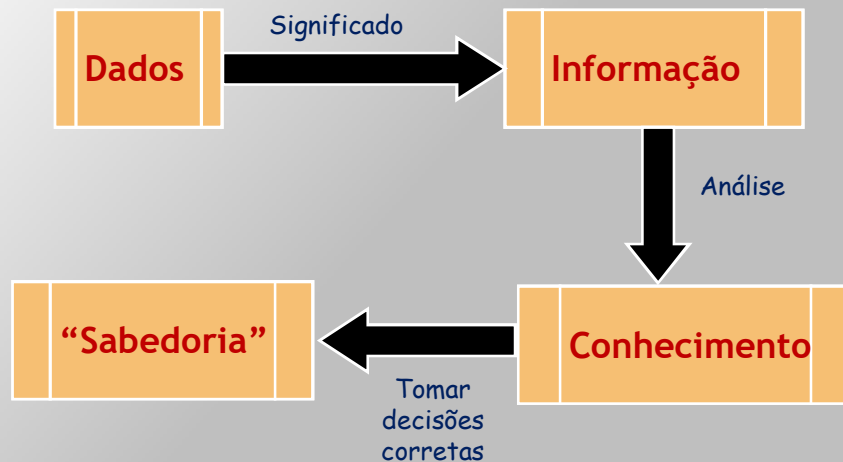 Significado
Dados
Informação
Análise
“Sabedoria”
Conhecimento
Tomar
decisões
corretas